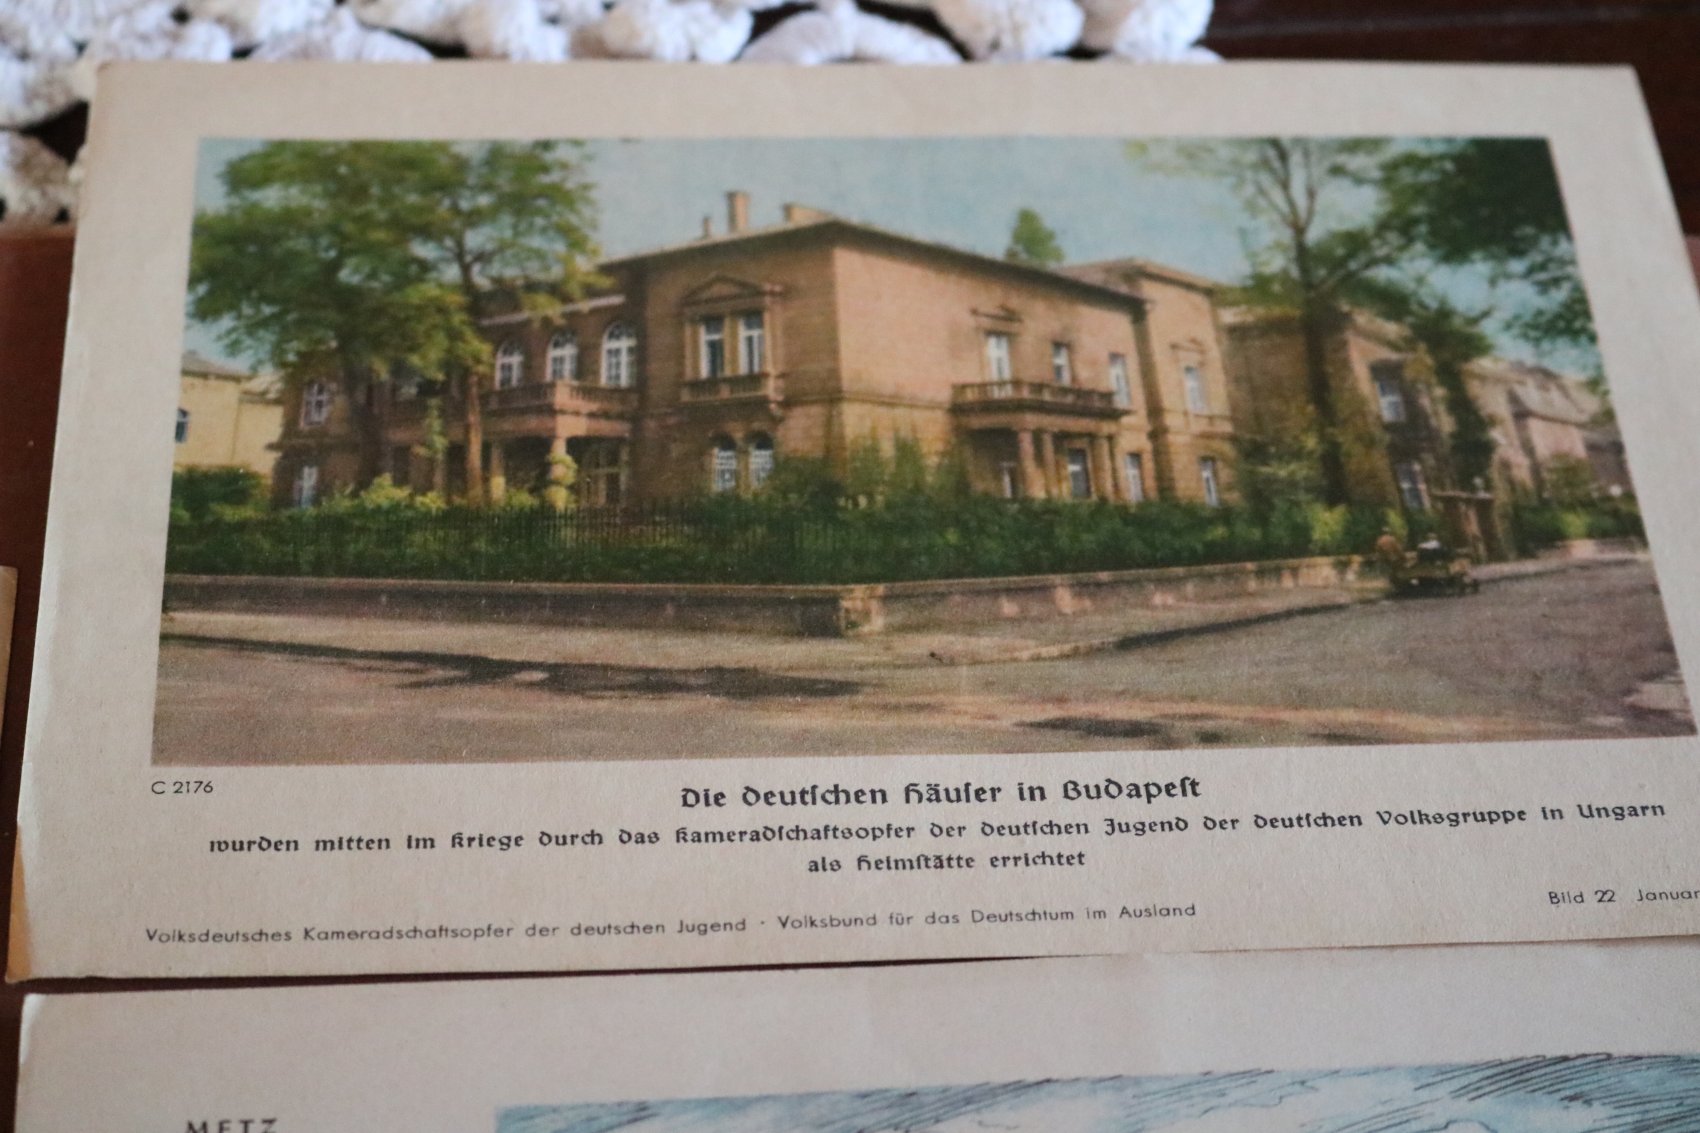 C 2176
Die deutſchen Häuſer in Budapeſt
wurden mitten im Kriege durch das Kameradſchaftsopfer der deutſchen Jugend der deutſchen Volksgruppe in Ungarn
als Heimſtätte errichtet
Bild 22 Januar
Volksdeutsches Kameradschaftsopfer der deutschen Jugend · Volksbund für das Deutschtum im Ausland
METZ